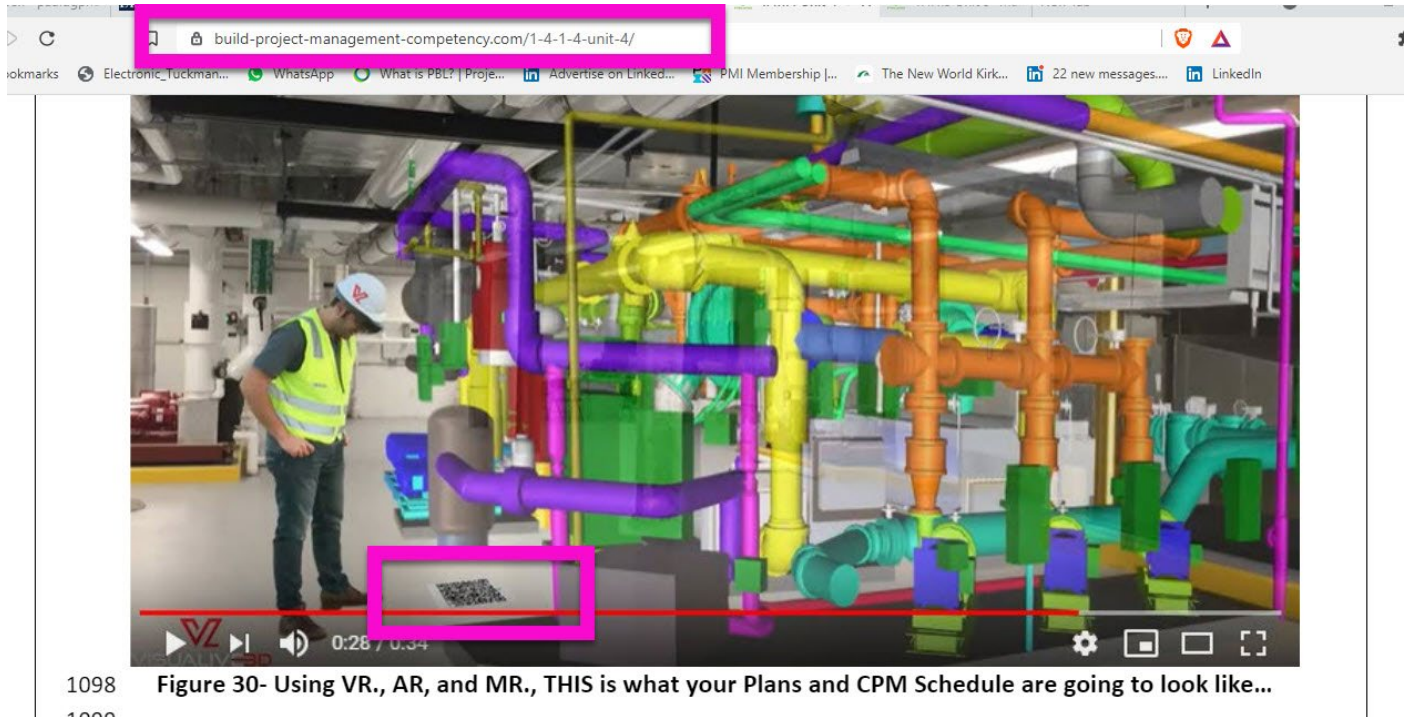 build-project-management-competency.com/1-4-1-4-unit-4/
ookmarks Electronic_Tuckman... WhatsApp What is PBL? | Proje... Advertise on Linked... PMI Membership |... The New World Kirk... 22 new messages.... LinkedIn
0:28 / 0:34
1098 Figure 30- Using VR., AR, and MR., THIS is what your Plans and CPM Schedule are going to look like...